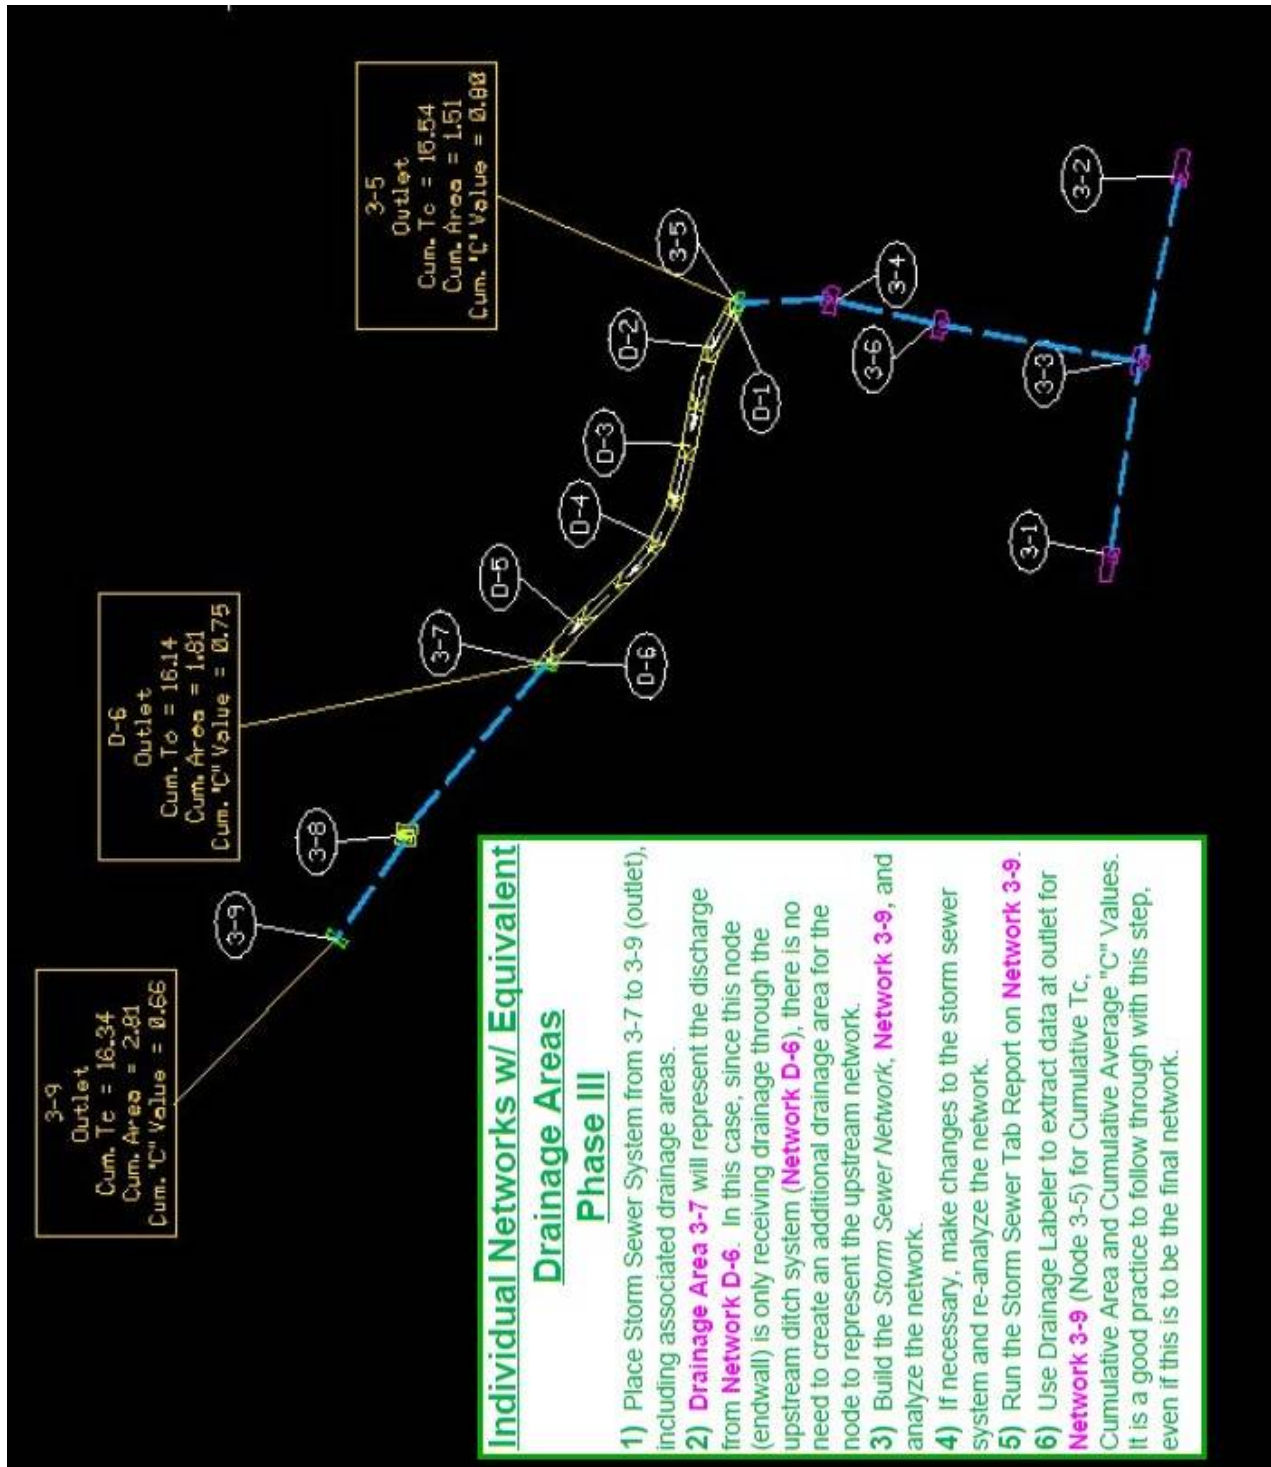 3-9
Outlet
Cum. Tc = 16.34
Cum. Area = 2.81
Cum. "C" Value = 0.66
D-6
Outlet
Cum. Tc = 16.14
Cum. Area = 1.81
Cum. "C" Value = 0.75
3-5
Outlet
Cum. Tc = 15.54
Cum. Area = 1.51
Cum. "C" Value = 0.80
3-9
3-8
3-7
D-6
D-5
D-4
D-3
D-2
D-1
3-5
3-4
3-6
3-3
3-1
3-2
Individual Networks w/ Equivalent
Drainage Areas
Phase III
1) Place Storm Sewer System from 3-7 to 3-9 (outlet),
including associated drainage areas.
2) Drainage Area 3-7 will represent the discharge
from Network D-6. In this case, since this node
(endwall) is only receiving drainage through the
upstream ditch system (Network D-6), there is no
need to create an additional drainage area for the
node to represent the upstream network.
3) Build the Storm Sewer Network, Network 3-9, and
analyze the network.
4) If necessary, make changes to the storm sewer
system and re-analyze the network.
5) Run the Storm Sewer Tab Report on Network 3-9.
6) Use Drainage Labeler to extract data at outlet for
Network 3-9 (Node 3-5) for Cumulative Tc,
Cumulative Area and Cumulative Average "C" Values.
It is a good practice to follow through with this step,
even if this is to be the final network.